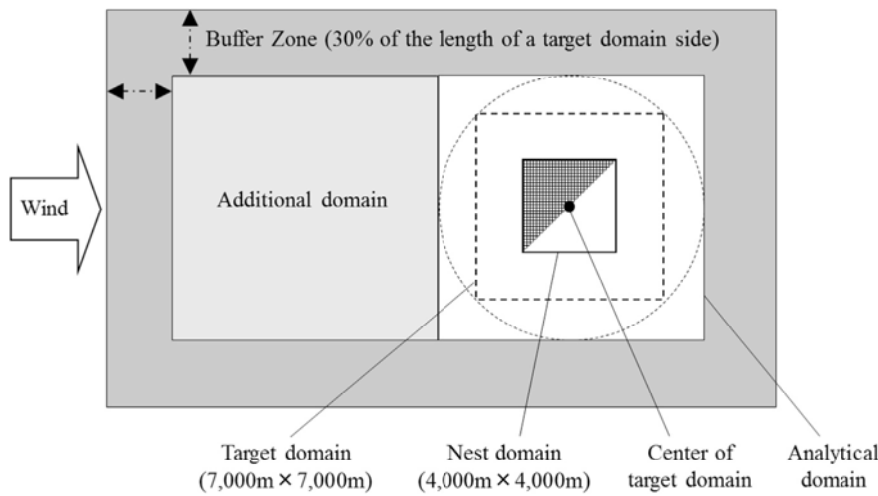 Buffer Zone (30% of the length of a target domain side)
Additional domain
Wind
Target domain
(7,000m×7,000m)
Nest domain
(4,000m×4,000m)
Center of
target domain
Analytical
domain